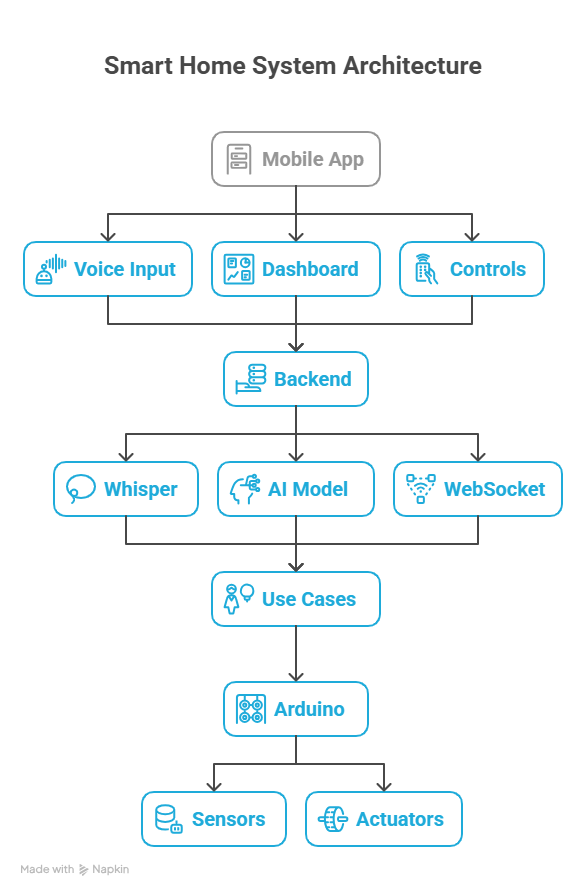 Smart Home System Architecture
Mobile App
Voice Input
Dashboard
Controls
Backend
Whisper
AI Model
WebSocket
Use Cases
Arduino
Sensors
Actuators
Made with Napkin